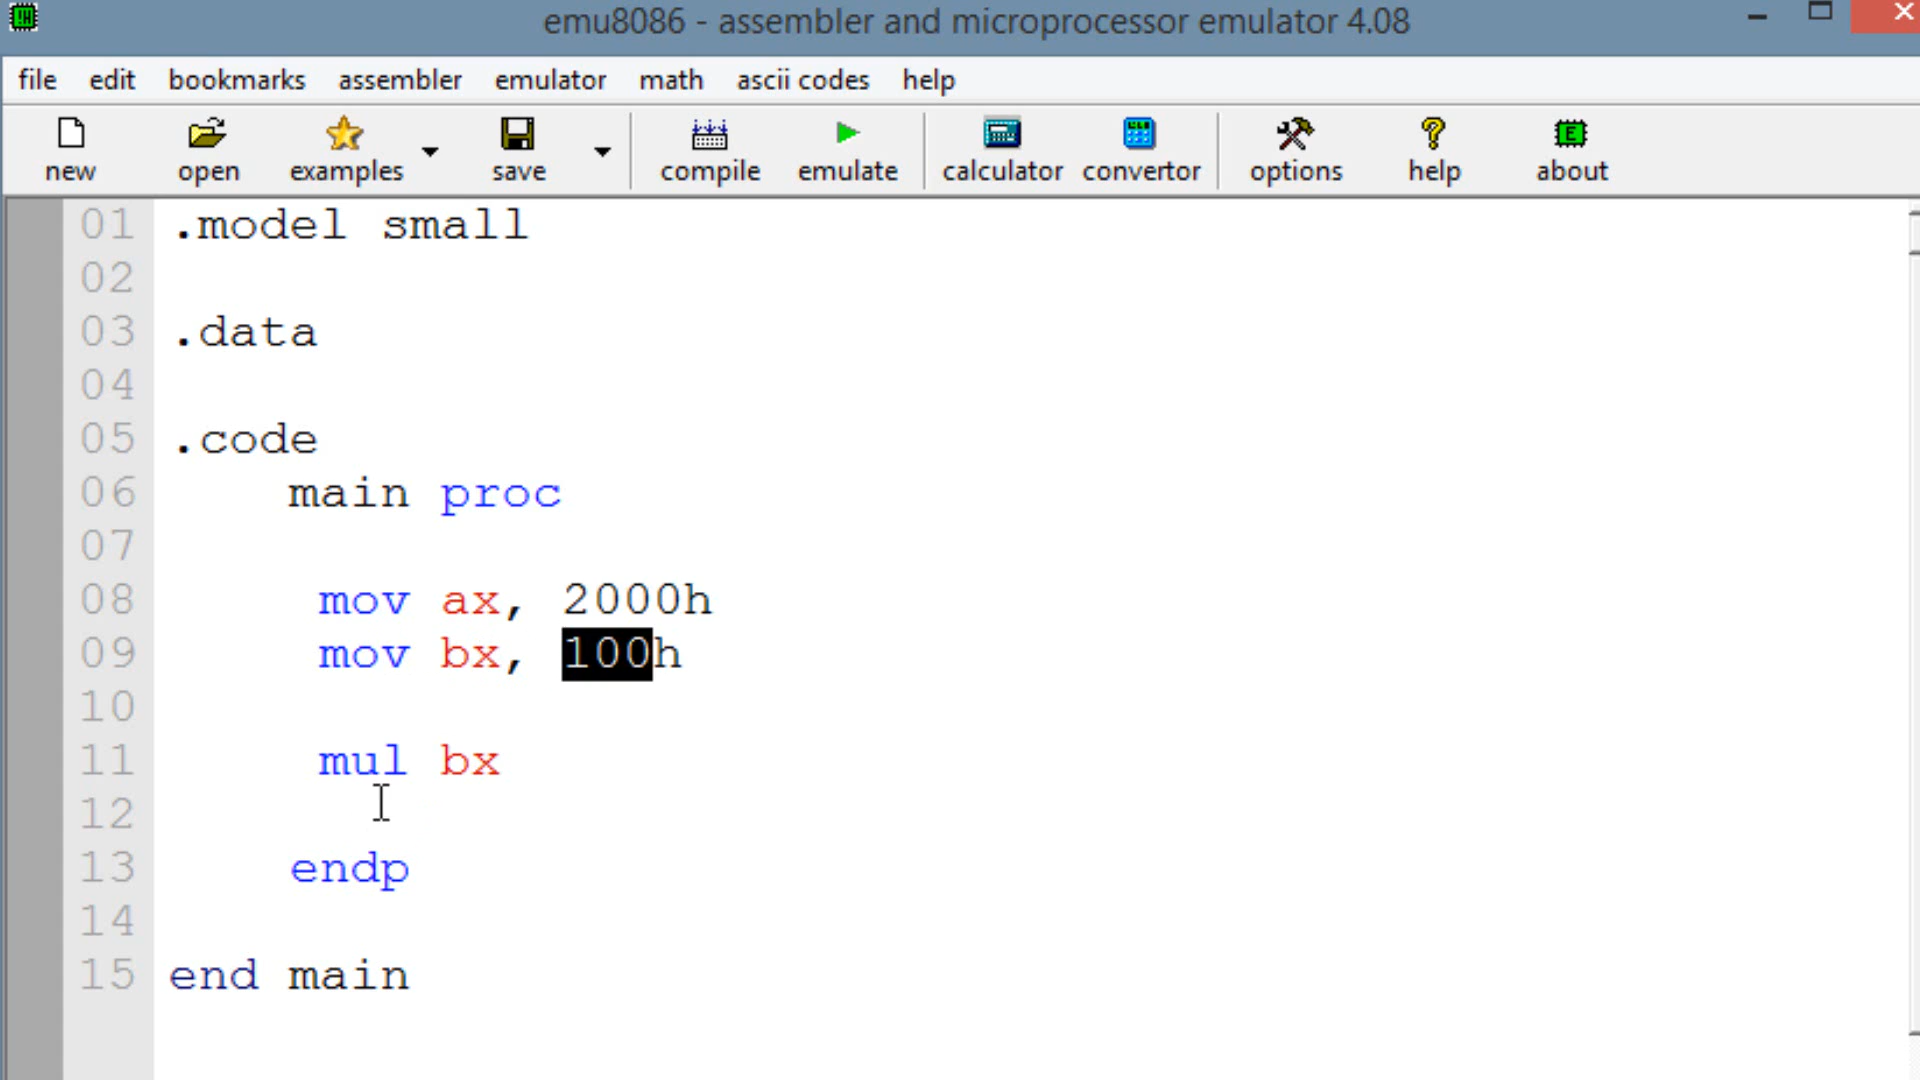 emu8086 - assembler and microprocessor emulator 4.08
file edit bookmarks assembler emulator math ascii codes help
new open examples save compile emulate calculator convertor options help about
01 .model small
02
03 .data
04
05 .code
06 main proc
07
08 mov ax, 2000h
09 mov bx, 100h
10
11 mul bx
12
13 endp
14
15 end main